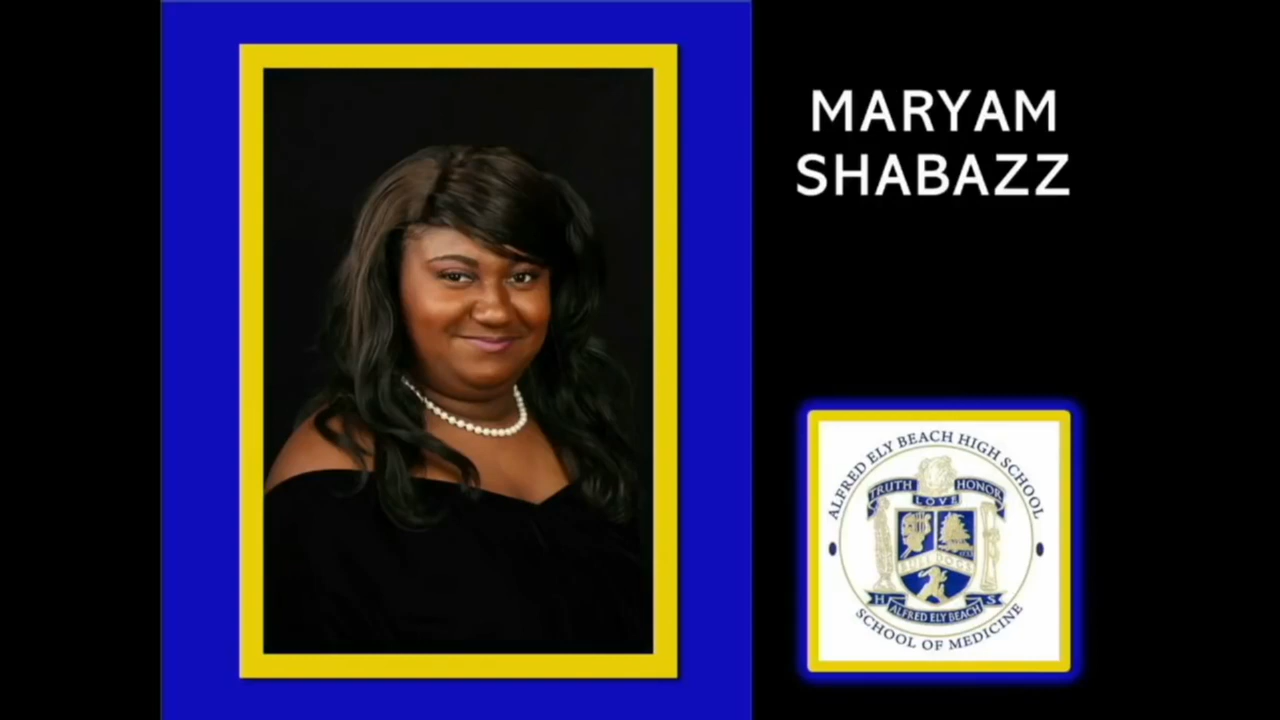 MARYAM
SHABAZZ
ALFRED ELY BEACH HIGH SCHOOL
TRUTH
HONOR
LOVE
BULLDOGS
H
S
ALFRED ELY BEACH
SCHOOL OF MEDICINE